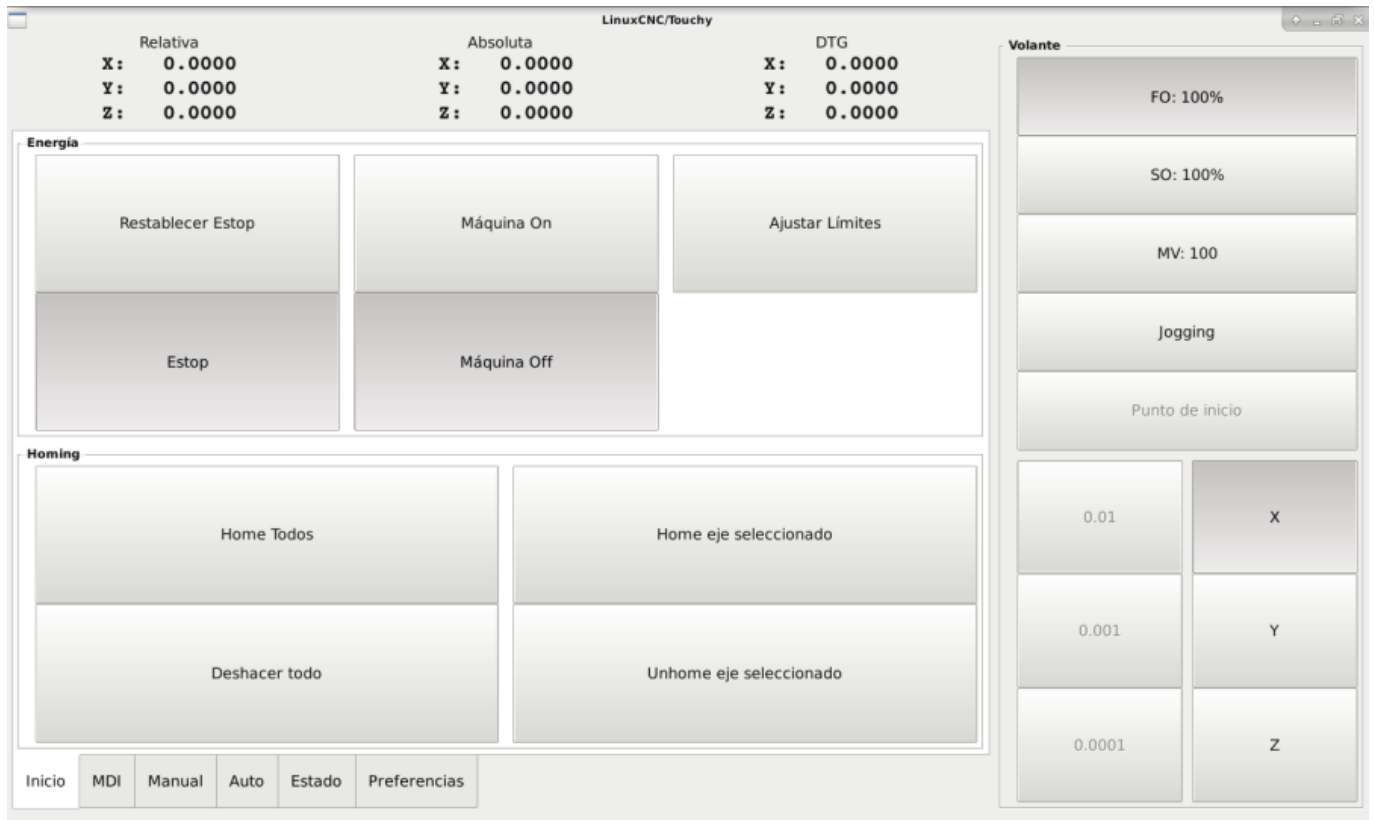 LinuxCNC/Touchy
Relativa Absoluta DTG
X: 0.0000 X: 0.0000 X: 0.0000
Y: 0.0000 Y: 0.0000 Y: 0.0000
Z: 0.0000 Z: 0.0000 Z: 0.0000
Energía
Restablecer Estop Máquina On Ajustar Límites
Estop Máquina Off
Homing
Home Todos Home eje seleccionado
Deshacer todo Unhome eje seleccionado
Inicio MDI Manual Auto Estado Preferencias
Volante
FO: 100%
SO: 100%
MV: 100
Jogging
Punto de inicio
0.01 X
0.001 Y
0.0001 Z